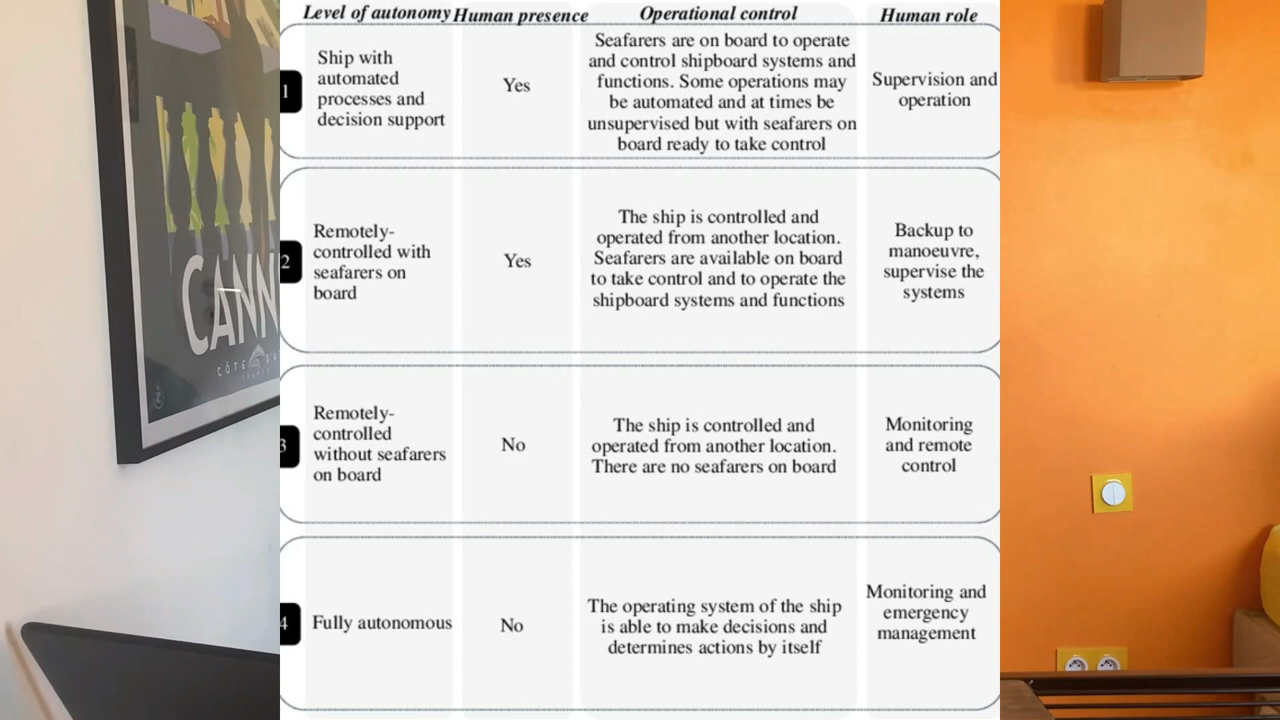 Level of autonomy Human presence Operational control Human role
1
Ship with
automated
processes and
decision support
Yes
Seafarers are on board to operate
and control shipboard systems and
functions. Some operations may
be automated and at times be
unsupervised but with seafarers on
board ready to take control
Supervision and
operation
2
Remotely-
controlled with
seafarers on
board
Yes
The ship is controlled and
operated from another location.
Seafarers are available on board
to take control and to operate the
shipboard systems and functions
Backup to
manoeuvre,
supervise the
systems
3
Remotely-
controlled
without seafarers
on board
No
The ship is controlled and
operated from another location.
There are no seafarers on board
Monitoring
and remote
control
4
Fully autonomous
No
The operating system of the ship
is able to make decisions and
determines actions by itself
Monitoring and
emergency
management
CANN
CÔTE D'A